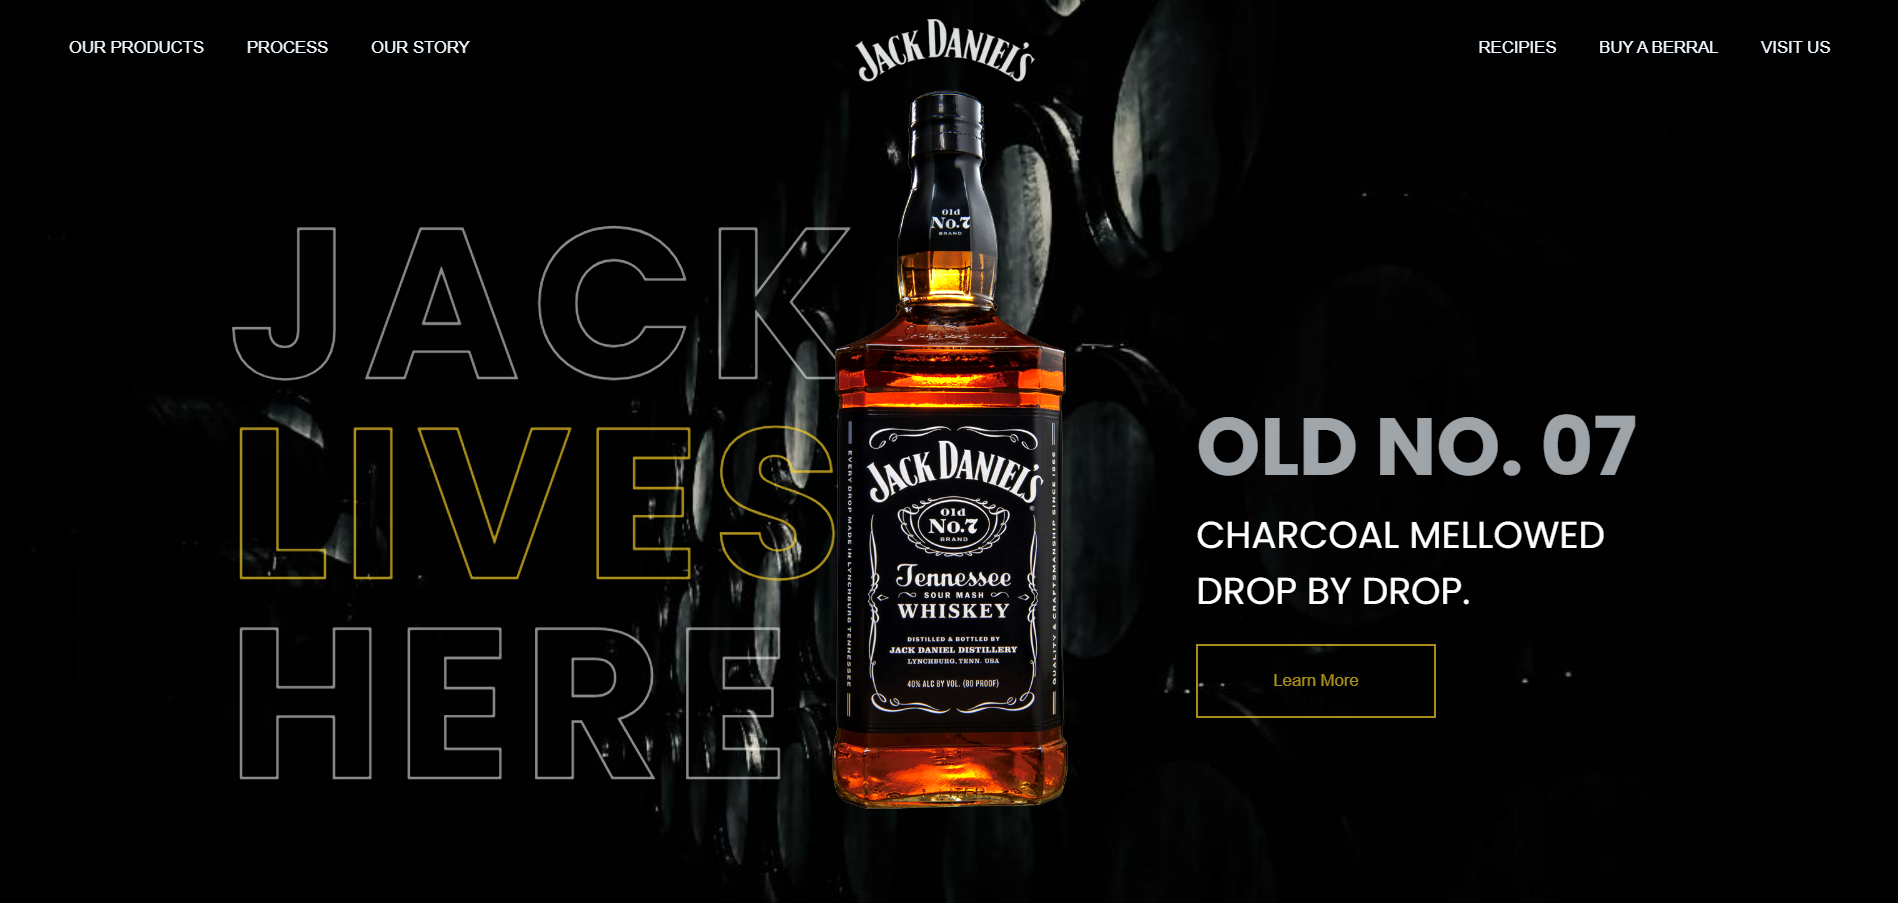 OUR PRODUCTS PROCESS OUR STORY
JACK DANIEL'S
RECIPIES BUY A BERRAL VISIT US
JACK
LIVES
HERE
Old
No.7
BRAND
JACK DANIEL'S
Old
No.7
BRAND
Tennessee
SOUR MASH
WHISKEY
DISTILLED & BOTTLED BY
JACK DANIEL DISTILLERY
LYNCHBURG, TENN. USA
40% ALC BY VOL. (80 PROOF)
EVERY DROP MADE IN LYNCHBURG TENNESSEE
QUALITY & CRAFTSMANSHIP SINCE 1866
1 LITER
OLD NO. 07
CHARCOAL MELLOWED
DROP BY DROP.
Learn More